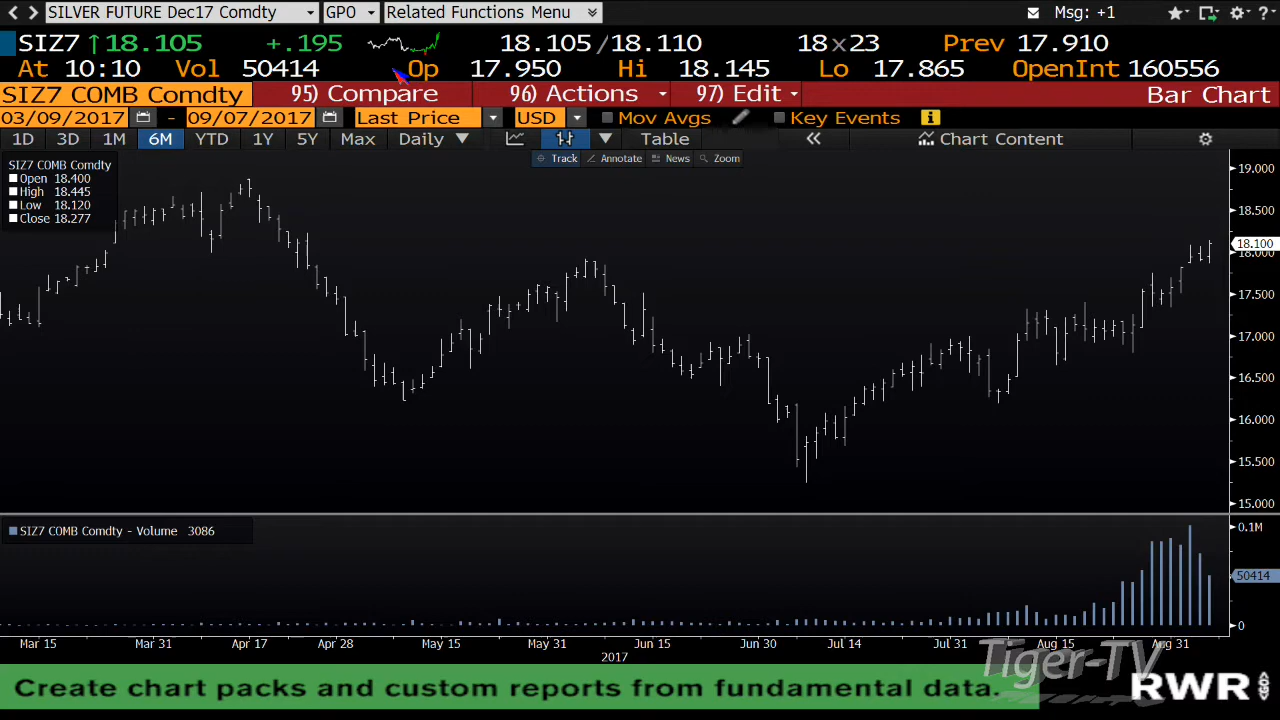 SILVER FUTURE Dec17 Comdty GPO Related Functions Menu Msg: +1 ?
SIZ7 ↑18.105 +.195 18.105/18.110 18x23 Prev 17.910
At 10:10 Vol 50414 Op 17.950 Hi 18.145 Lo 17.865 OpenInt 160556
SIZ7 COMB Comdty 95) Compare 96) Actions 97) Edit Bar Chart
03/09/2017 - 09/07/2017 Last Price USD Mov Avgs Key Events i
1D 3D 1M 6M YTD 1Y 5Y Max Daily ▼ Table « Chart Content
Track Annotate News Zoom
SIZ7 COMB Comdty
Open 18.400
High 18.445
Low 18.120
Close 18.277
19.000
18.500
18.100
18.000
17.500
17.000
16.500
16.000
15.500
15.000
SIZ7 COMB Comdty - Volume 3086
0.1M
50414
0
Mar 15 Mar 31 Apr 17 Apr 28 May 15 May 31 Jun 15 Jun 30 Jul 14 Jul 31 Aug 15 Aug 31
2017
Tiger-TV
Create chart packs and custom reports from fundamental data.
RWR
GO